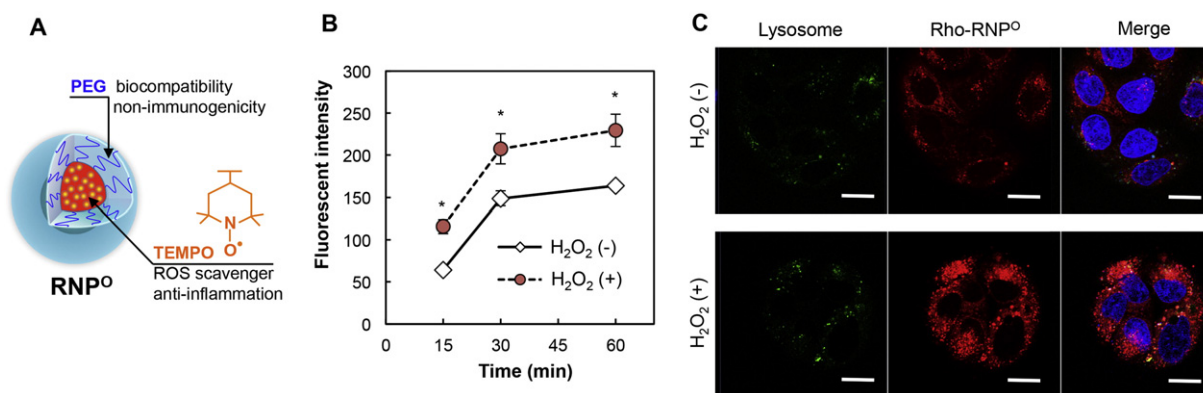 A
PEG biocompatibility
non-immunogenicity
N
O•
TEMPO
ROS scavenger
anti-inflammation
RNPᴼ
B
Fluorescent intensity
300
250
200
150
100
50
0
*
*
*
H₂O₂ (-)
H₂O₂ (+)
0 15 30 45 60
Time (min)
C
Lysosome Rho-RNPᴼ Merge
H₂O₂ (-)
H₂O₂ (+)